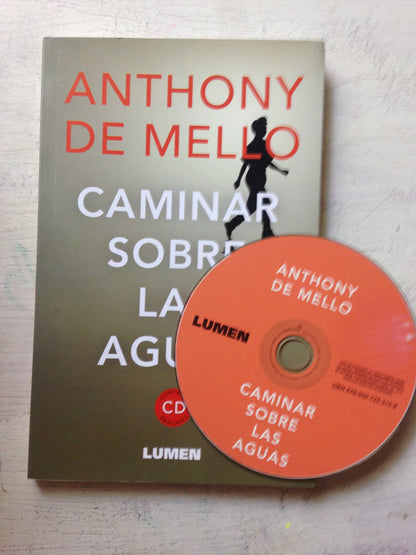 ANTHONY
DE MELLO
CAMINAR
SOBRE
LA
AGU
CD
LUMEN
ANTHONY
DE MELLO
LUMEN
CAMINAR
SOBRE
LAS
AGUAS